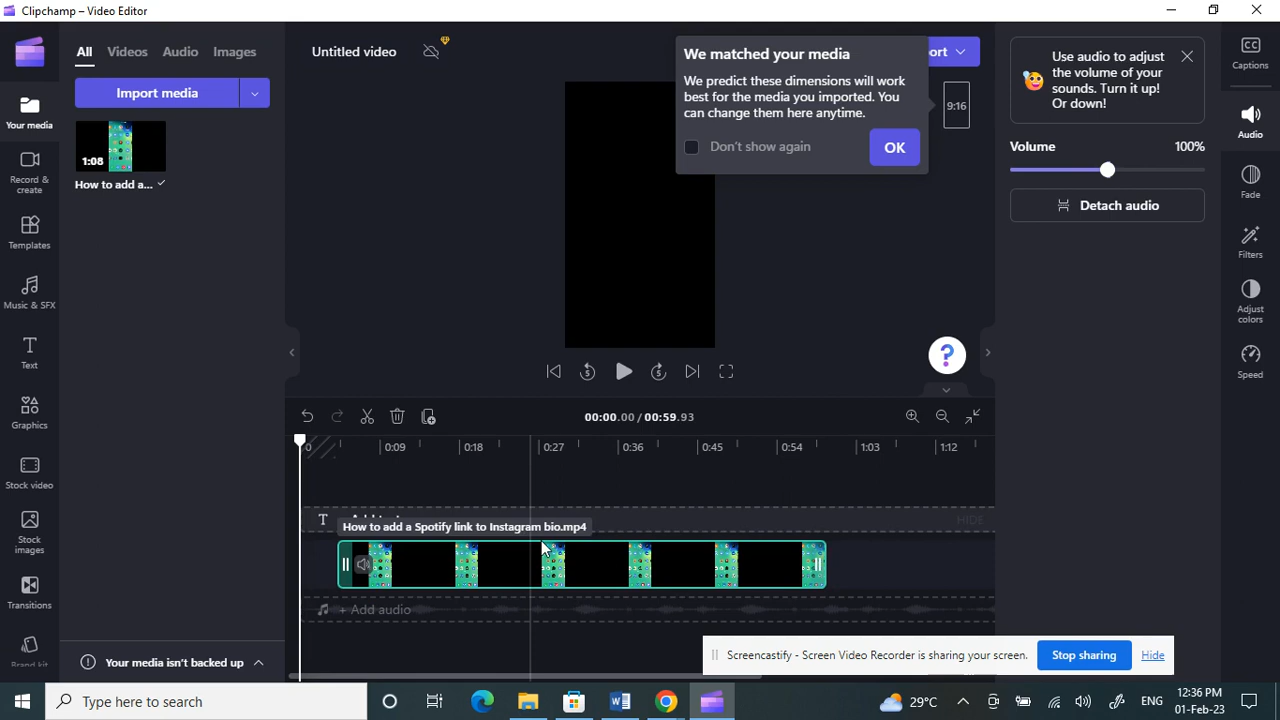 Clipchamp – Video Editor
All Videos Audio Images
Import media
1:08
How to add a...
Your media
Record &
create
Templates
Music & SFX
Text
Graphics
Stock video
Stock
images
Transitions
Brand kit
Your media isn't backed up
Untitled video
We matched your media
We predict these dimensions will work
best for the media you imported. You
can change them here anytime.
Don't show again
OK
ort
9:16
5
5
?
00:00.00 / 00:59.93
0 0:09 0:18 0:27 0:36 0:45 0:54 1:03 1:12
T
HIDE
How to add a Spotify link to Instagram bio.mp4
+ Add audio
Use audio to adjust
the volume of your
sounds. Turn it up!
Or down!
Volume 100%
Detach audio
Captions
Audio
Fade
Filters
Adjust
colors
Speed
Screencastify - Screen Video Recorder is sharing your screen.
Stop sharing
Hide
Type here to search
29°C
ENG
12:36 PM
01-Feb-23